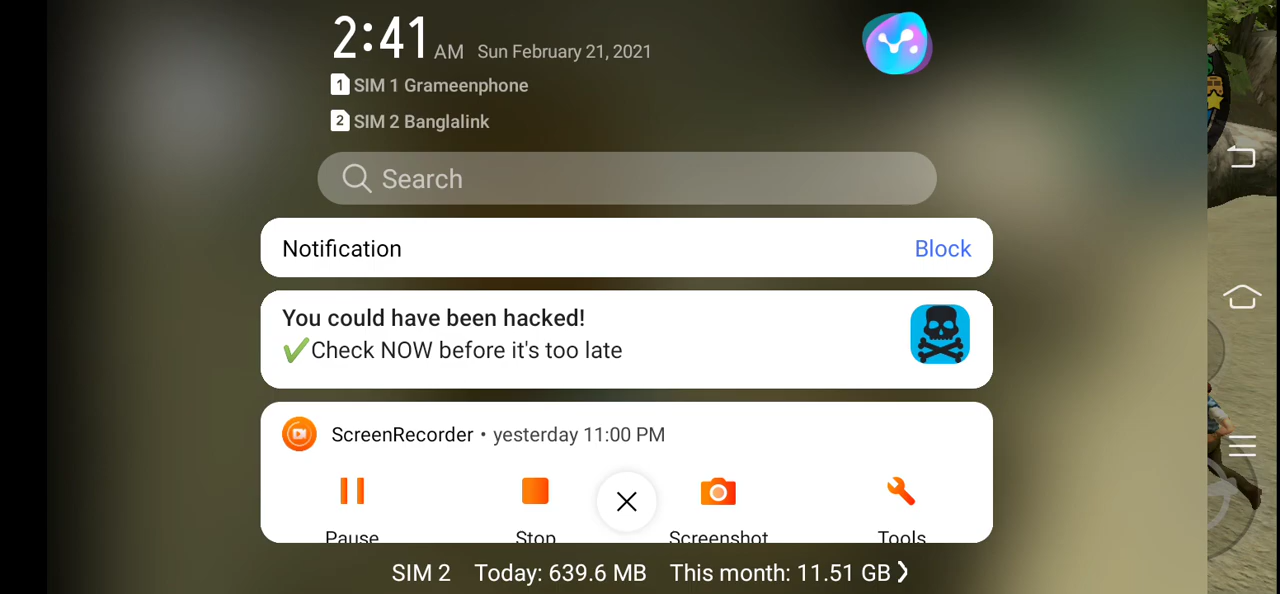 2:41 AM Sun February 21, 2021
1 SIM 1 Grameenphone
2 SIM 2 Banglalink
Search
Notification Block
You could have been hacked!
✅Check NOW before it's too late
ScreenRecorder • yesterday 11:00 PM
Pause Stop Screenshot Tools
SIM 2 Today: 639.6 MB This month: 11.51 GB